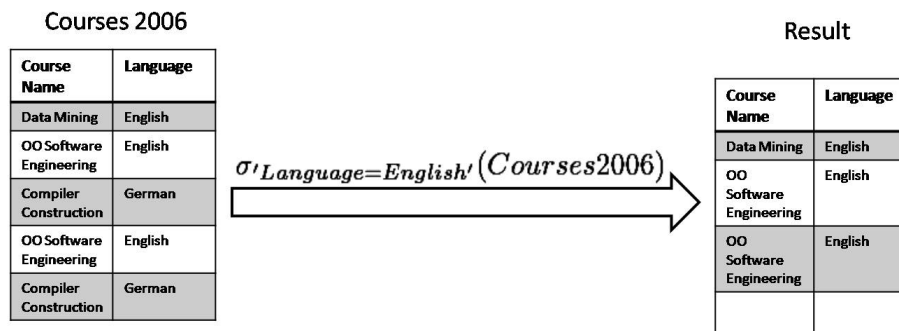 Courses 2006
Course Name Language
Data Mining English
OO Software Engineering English
Compiler Construction German
OO Software Engineering English
Compiler Construction German
σ'Language=English'(Courses2006)
Result
Course Name Language
Data Mining English
OO Software Engineering English
OO Software Engineering English